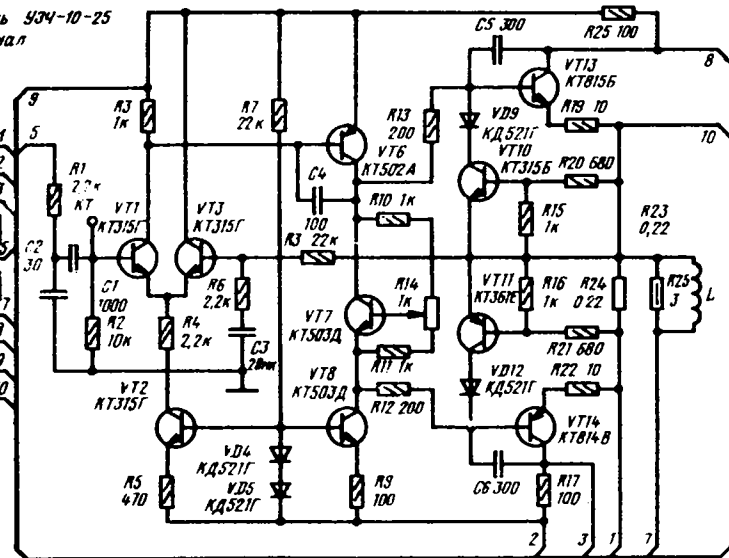 УЗЧ-10-25
C5 300
R25 100
8
9
5
R3
1к
R7
22к
R13
200
VT13
КТ815Б
R19 10
10
VT6
КТ502А
VD9
КД521Г
VT10
КТ315Б
R20 680
R1
2,2к
КТ
VT1
КТ315Г
VT3
КТ315Г
C4
100
R10 1к
R15
1к
R23
0,22
C2
30
R3 22к
R6
2,2к
R14
1к
VT11
КТ361Е
R16
1к
R24
0,22
R25
3
L
C1
1000
R2
10к
R4
2,2к
VT7
КТ503Д
C3
R11 1к
R21 680
VT2
КТ315Г
VT8
КТ503Д
R12 200
VD12
КД521Г
R22 10
VT14
КТ814В
VD4
КД521Г
VD5
КД521Г
R5
470
R9
100
C6 300
R17
100
2
3
1
7